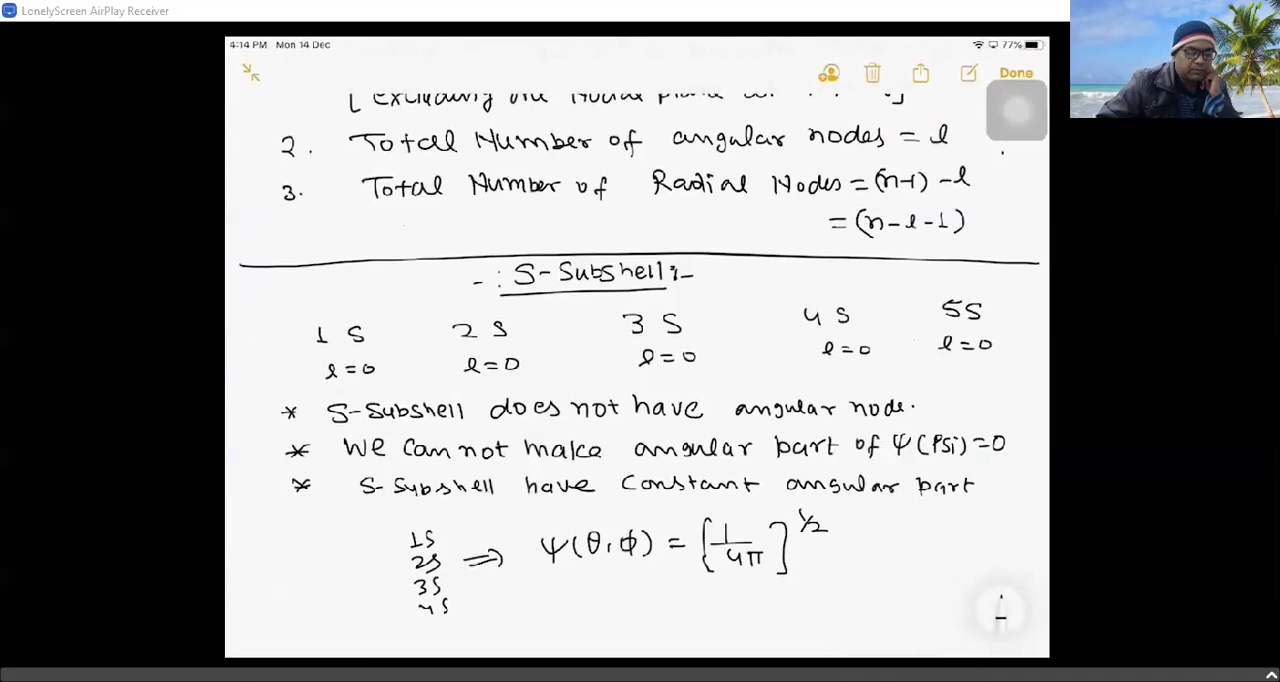 LonelyScreen AirPlay Receiver
4:14 PM Mon 14 Dec
77%
Done
2. Total Number of angular nodes = l
3. Total Number of Radial Nodes = (n-1) - l
= (n - l - 1)
- : S-Subshell :-
1 S 2 S 3 S 4 S 5S
l = 0 l = 0 l = 0 l = 0 l = 0
* S-Subshell does not have angular node.
* We cannot make angular part of Ψ (Psi) = 0
* S-Subshell have constant angular part
1S
2S ⇒ Ψ(θ, ϕ) = [1/4π]^1/2
3S
4S